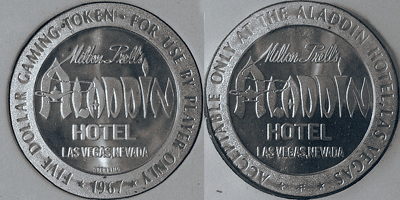 FIVE DOLLAR GAMING TOKEN - FOR USE BY PLAYER ONLY
Milton Prell's
ALADDIN
HOTEL
LAS VEGAS, NEVADA
★ 1967 ★
ACCEPTABLE ONLY AT THE ALADDIN HOTEL, LAS VEGAS
Milton Prell's
ALADDIN
HOTEL
LAS VEGAS, NEVADA